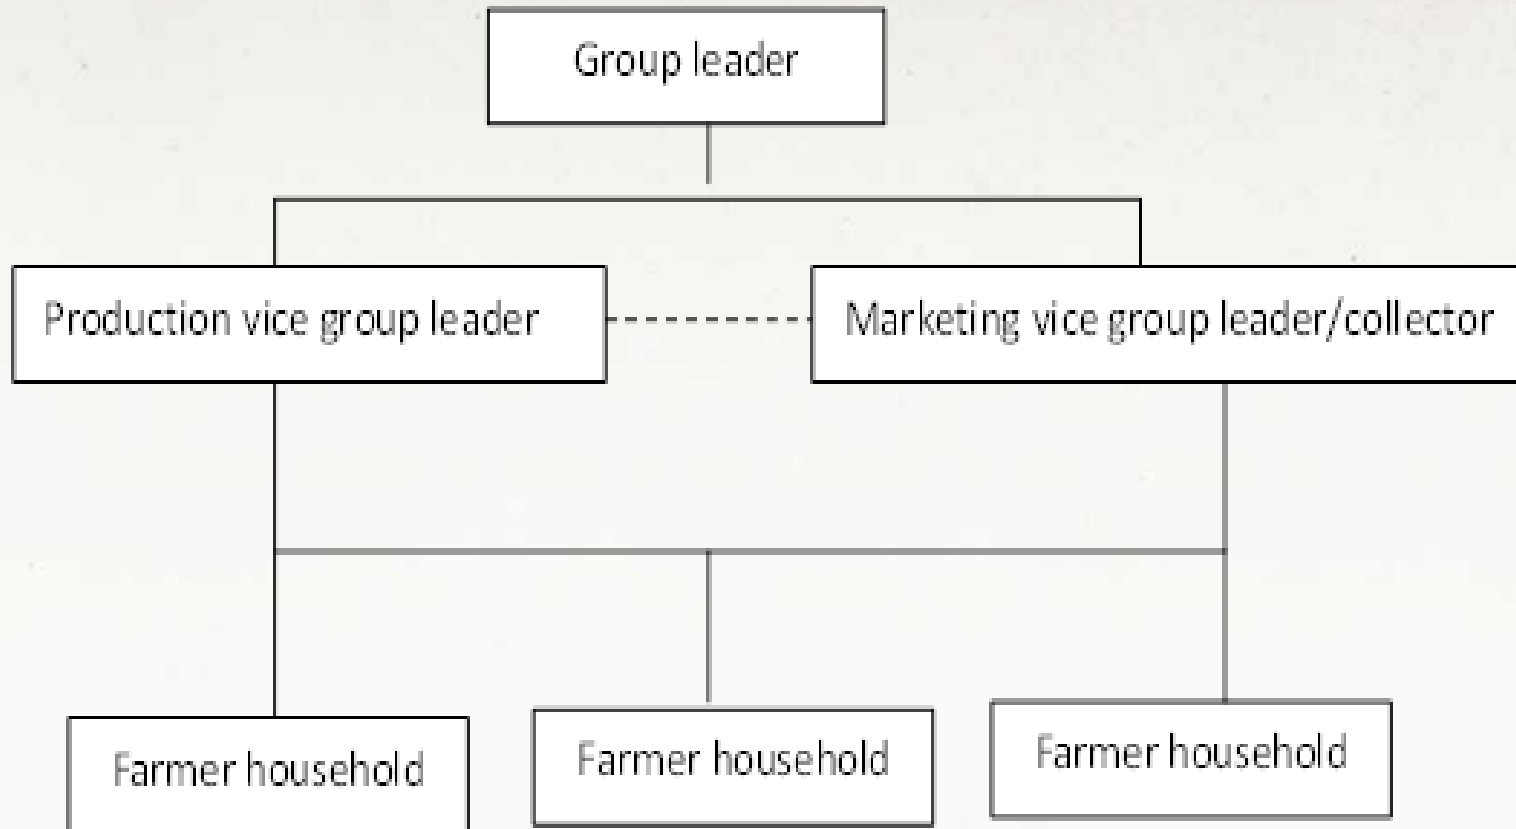 Group leader
Production vice group leader
Marketing vice group leader/collector
Farmer household
Farmer household
Farmer household